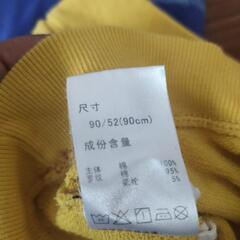 尺寸
90/52(90cm)
成份含量
主体 棉 100%
罗纹 棉 95%
氨纶 5%